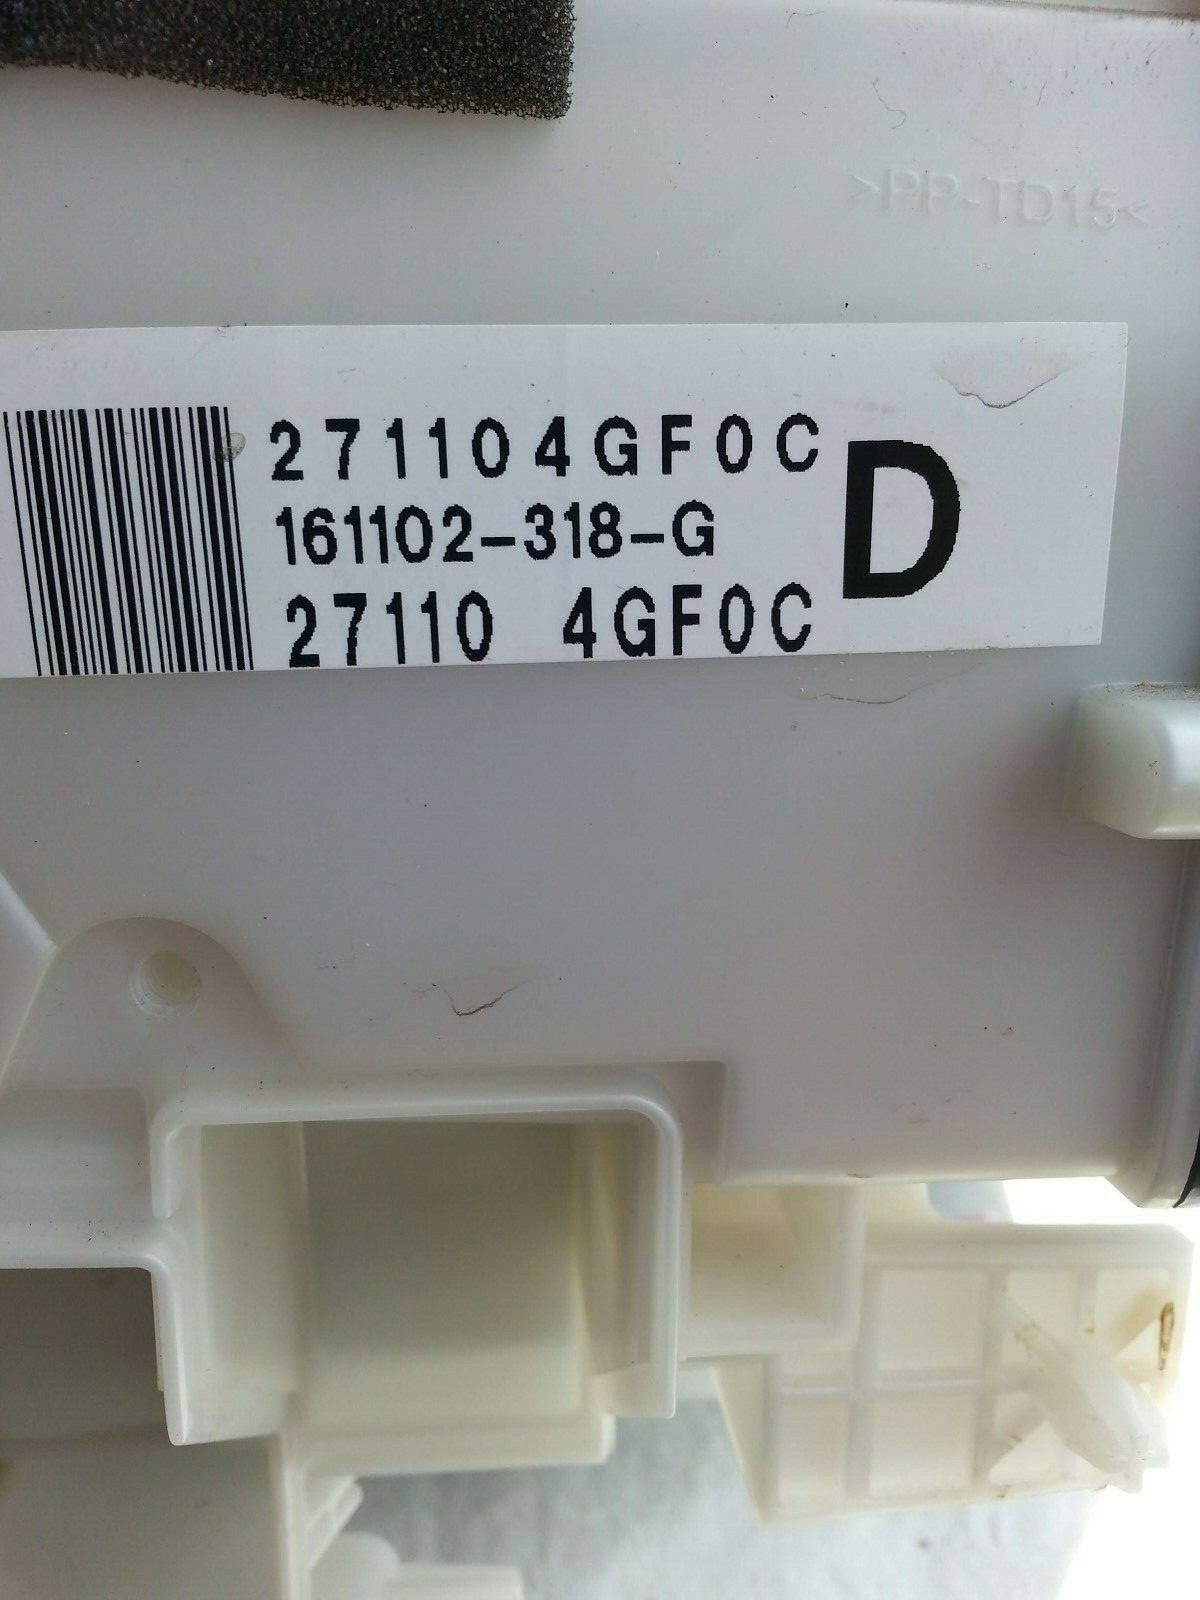 >PP-TD15<
271104GF0C
161102-318-G
D
27110 4GF0C